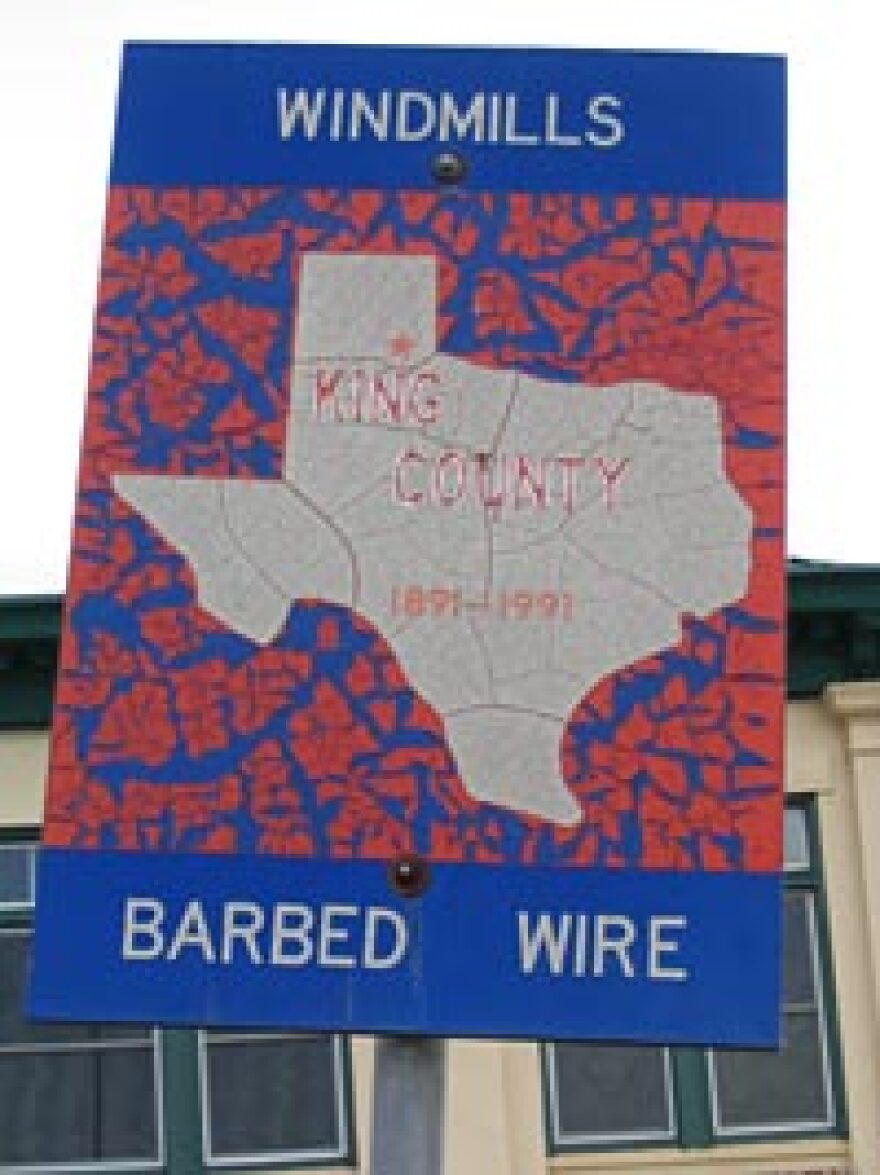 WINDMILLS
KING
COUNTY
1891-1991
BARBED WIRE